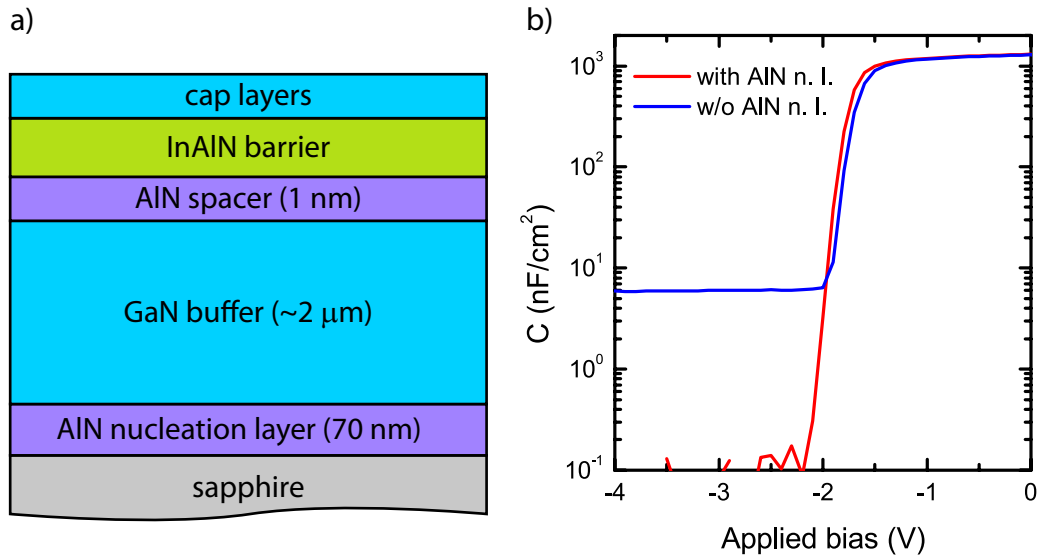 a)
cap layers
InAlN barrier
AlN spacer (1 nm)
GaN buffer (~2 μm)
AlN nucleation layer (70 nm)
sapphire
b)
with AlN n. l.
w/o AlN n. l.
C (nF/cm²)
10³
10²
10¹
10⁰
10⁻¹
-4 -3 -2 -1 0
Applied bias (V)